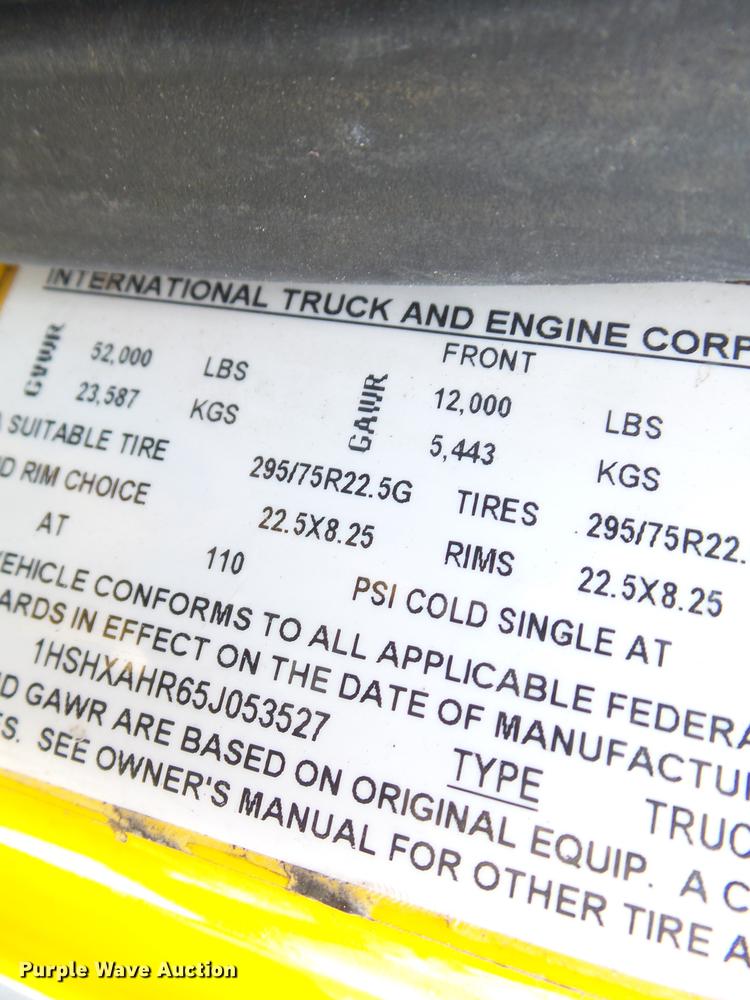 INTERNATIONAL TRUCK AND ENGINE CORP
GVWR 52,000 LBS GAWR FRONT
23,587 KGS 12,000 LBS
SUITABLE TIRE 5,443 KGS
RIM CHOICE 295/75R22.5G TIRES 295/75R22.
AT 22.5X8.25 RIMS 22.5X8.25
110 PSI COLD SINGLE AT
VEHICLE CONFORMS TO ALL APPLICABLE FEDERA
ARDS IN EFFECT ON THE DATE OF MANUFACTU
1HSHXAHR65J053527 TYPE TRUC
D GAWR ARE BASED ON ORIGINAL EQUIP. A C
S. SEE OWNER'S MANUAL FOR OTHER TIRE A
Purple Wave Auction